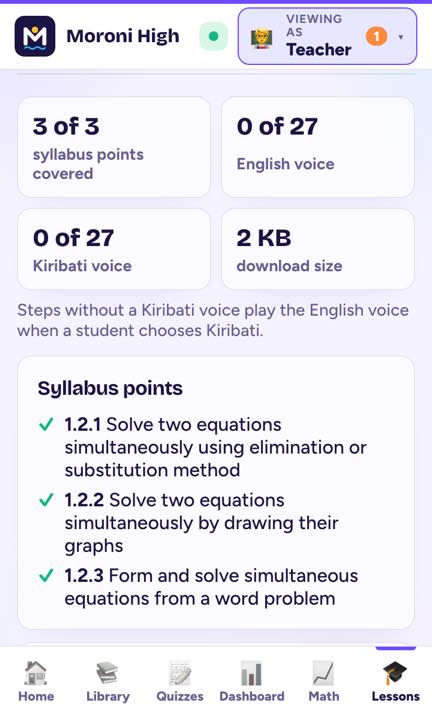 Moroni High
VIEWING
AS
Teacher
1
3 of 3
syllabus points
covered
0 of 27
English voice
0 of 27
Kiribati voice
2 KB
download size
Steps without a Kiribati voice play the English voice
when a student chooses Kiribati.
Syllabus points
1.2.1 Solve two equations
simultaneously using elimination or
substitution method
1.2.2 Solve two equations
simultaneously by drawing their
graphs
1.2.3 Form and solve simultaneous
equations from a word problem
Home
Library
Quizzes
Dashboard
Math
Lessons